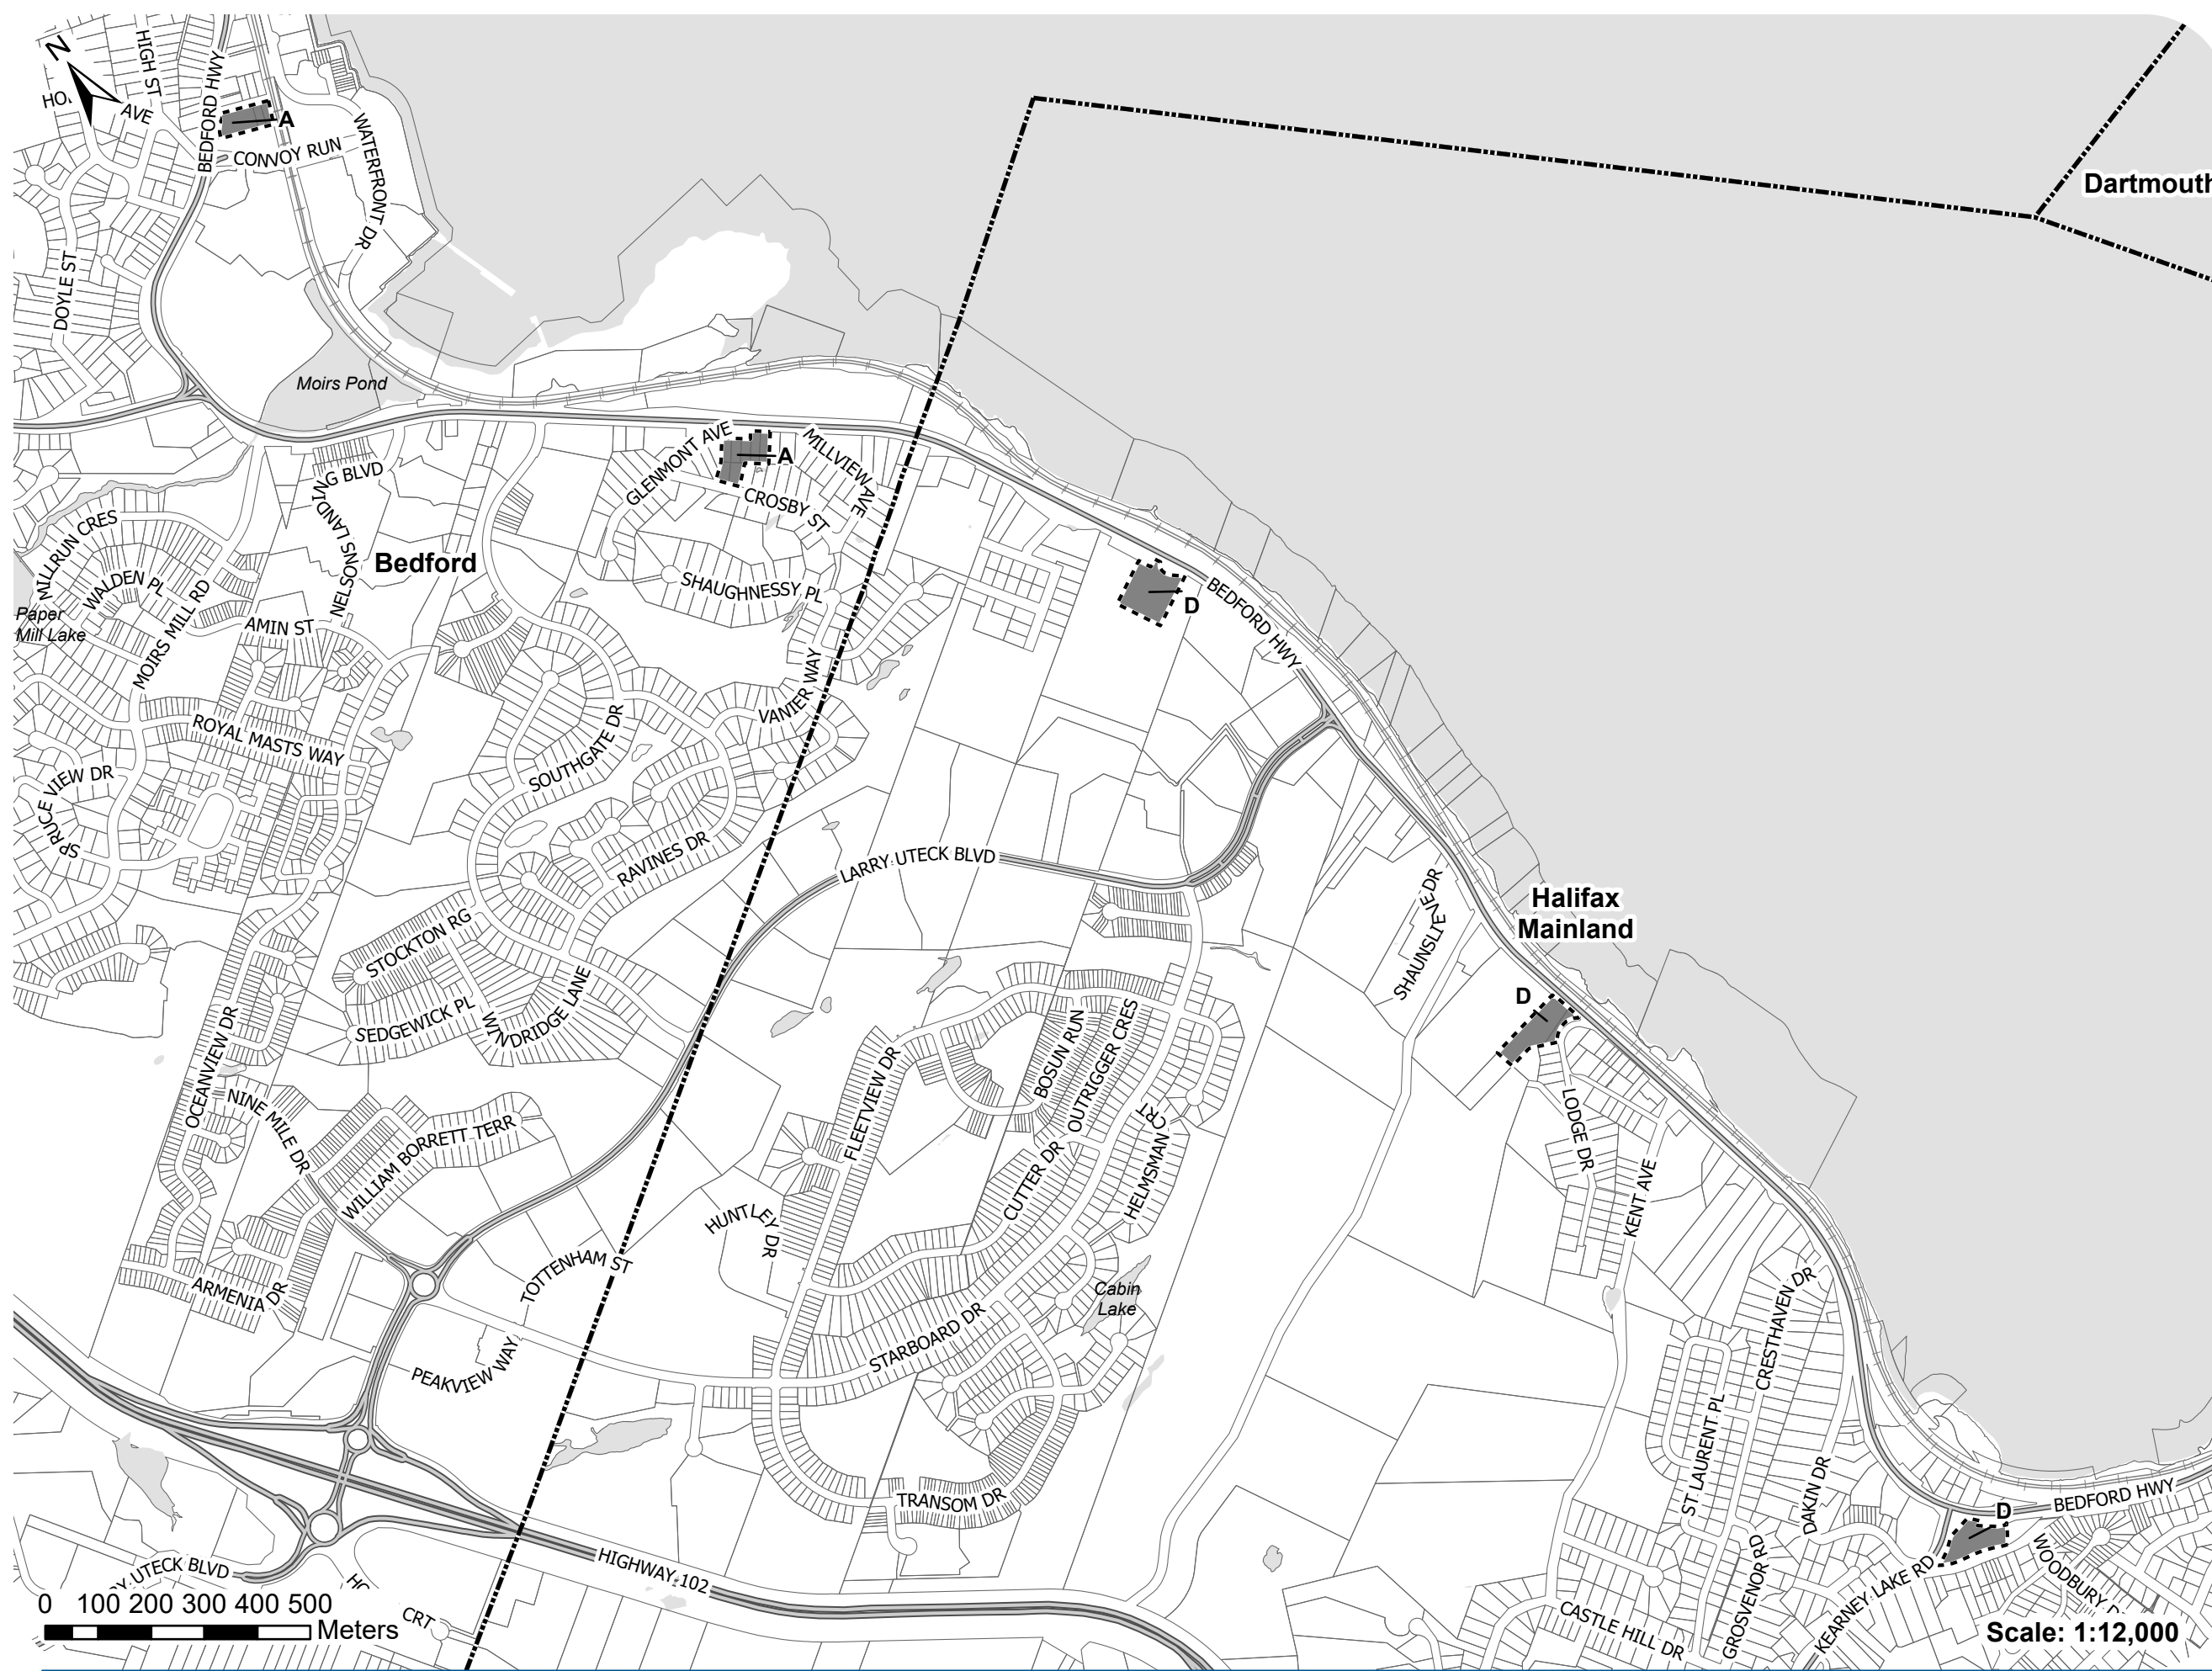 N
HIGH ST
BEDFORD HWY
AVE
A
CONVOY RUN
WATERFRONT DR
Dartmouth
DOYLE ST
Moirs Pond
GLENMONT AVE
A
MILLVIEW AVE
NELSONS LANDING BLVD
CROSBY ST
MILLRUN CRES
Bedford
WALDEN PL
SHAUGHNESSY PL
D
BEDFORD HWY
Paper
Mill Lake
MOIRS MILL RD
AMIN ST
VANIER WAY
ROYAL MASTS WAY
SOUTHGATE DR
SPRUCE VIEW DR
RAVINES DR
LARRY UTECK BLVD
SHAUNSLIEVE DR
Halifax
Mainland
STOCKTON RG
D
SEDGEWICK PL
WINDRIDGE LANE
OCEANVIEW DR
BOSUN RUN
OUTRIGGER CRES
FLEETVIEW DR
NINE MILE DR
WILLIAM BORRETT TERR
HELMSMAN CRT
CUTTER DR
LODGE DR
KENT AVE
HUNTLEY DR
TOTTENHAM ST
ARMENIA DR
Cabin
Lake
CRESTHAVEN DR
STARBOARD DR
PEAKVIEW WAY
ST LAURENT PL
DAKIN DR
TRANSOM DR
BEDFORD HWY
D
HIGHWAY 102
UTECK BLVD
KEARNEY LAKE RD
WOODBURY
GROSVENOR RD
CASTLE HILL DR
CRT
0 100 200 300 400 500
Meters
Scale: 1:12,000